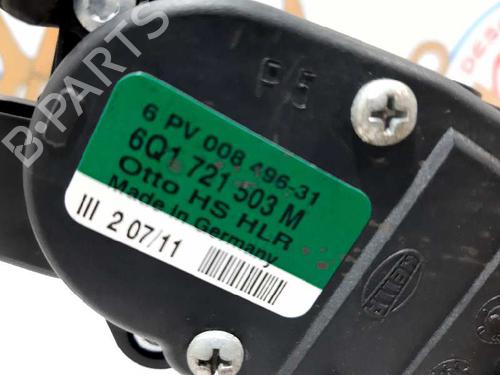 P5
6 PV 008 496-31
6Q1 721 503 M
Otto HS HLR
Made in Germany
III 2 07/11
HELLA
B-PARTS